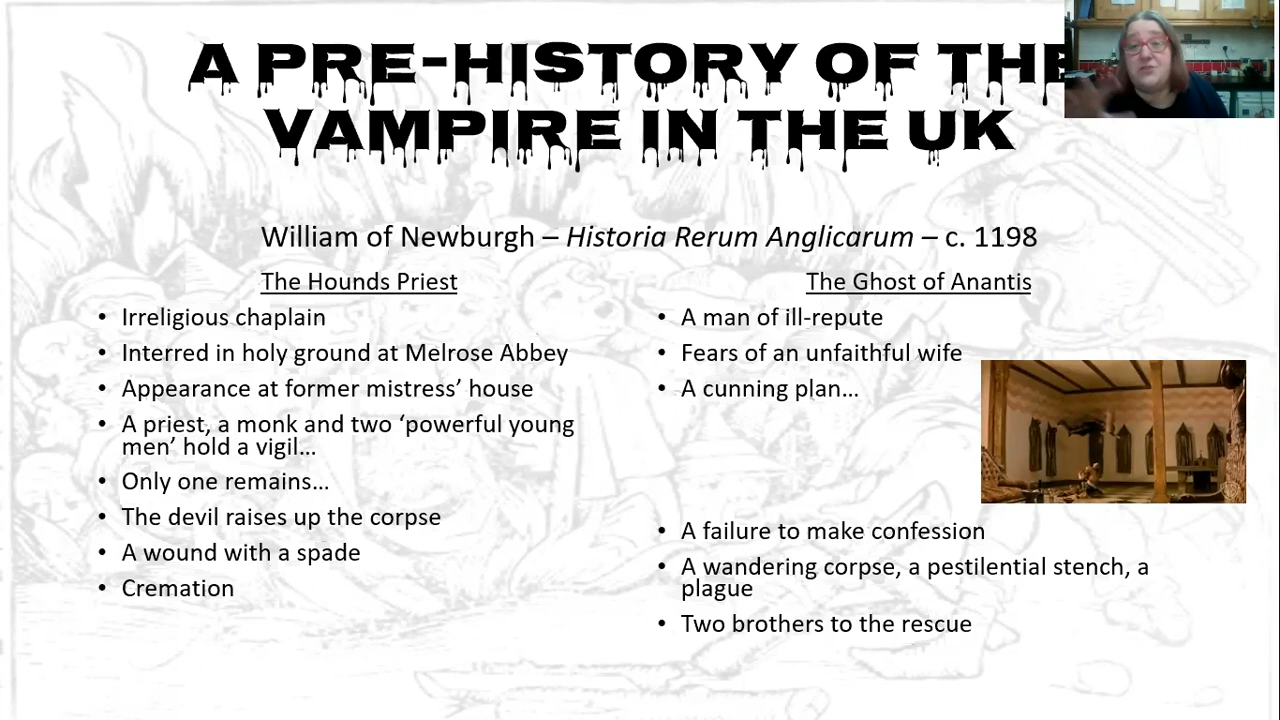 A PRE-HISTORY OF THE
VAMPIRE IN THE UK
William of Newburgh – Historia Rerum Anglicarum – c. 1198
The Hounds Priest
• Irreligious chaplain
• Interred in holy ground at Melrose Abbey
• Appearance at former mistress’ house
• A priest, a monk and two ‘powerful young
men’ hold a vigil…
• Only one remains…
• The devil raises up the corpse
• A wound with a spade
• Cremation
The Ghost of Anantis
• A man of ill-repute
• Fears of an unfaithful wife
• A cunning plan…
• A failure to make confession
• A wandering corpse, a pestilential stench, a
plague
• Two brothers to the rescue